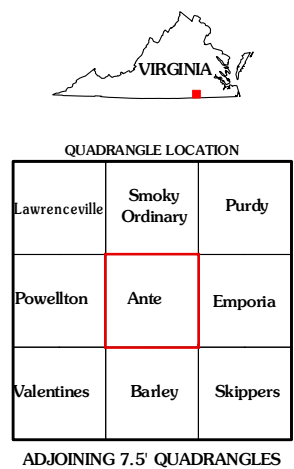 VIRGINIA
QUADRANGLE LOCATION
Lawrenceville
Smoky
Ordinary
Purdy
Powellton
Ante
Emporia
Valentines
Barley
Skippers
ADJOINING 7.5' QUADRANGLES